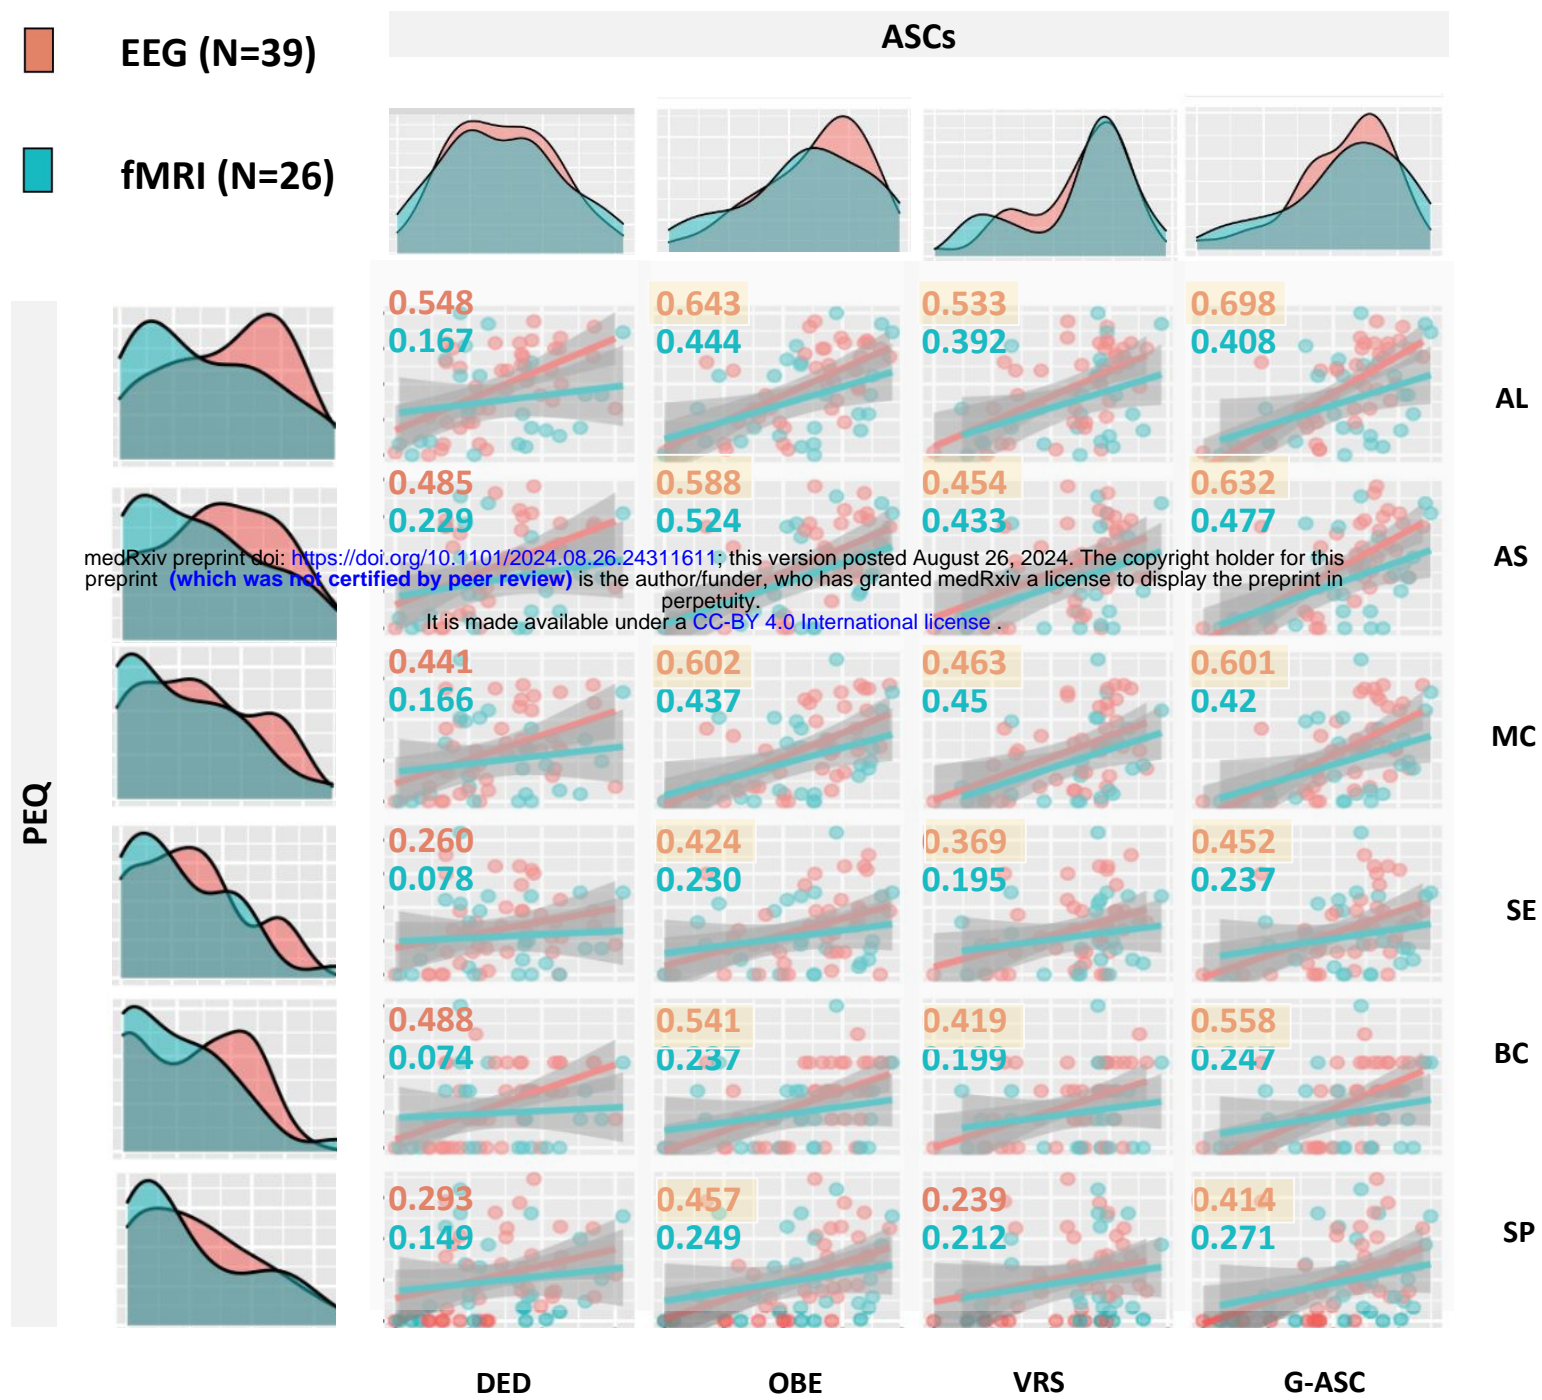 EEG (N=39)
fMRI (N=26)
ASCs
PEQ
0.548 0.643 0.533 0.698
0.167 0.444 0.392 0.408
AL
0.485 0.588 0.454 0.632
0.229 0.524 0.433 0.477
AS
medRxiv preprint doi: https://doi.org/10.1101/2024.08.26.24311611; this version posted August 26, 2024. The copyright holder for this
preprint (which was not certified by peer review) is the author/funder, who has granted medRxiv a license to display the preprint in
perpetuity.
It is made available under a CC-BY 4.0 International license .
0.441 0.602 0.463 0.601
0.166 0.437 0.45 0.42
MC
0.260 0.424 0.369 0.452
0.078 0.230 0.195 0.237
SE
0.488 0.541 0.419 0.558
0.074 0.237 0.199 0.247
BC
0.293 0.457 0.239 0.414
0.149 0.249 0.212 0.271
SP
DED OBE VRS G-ASC